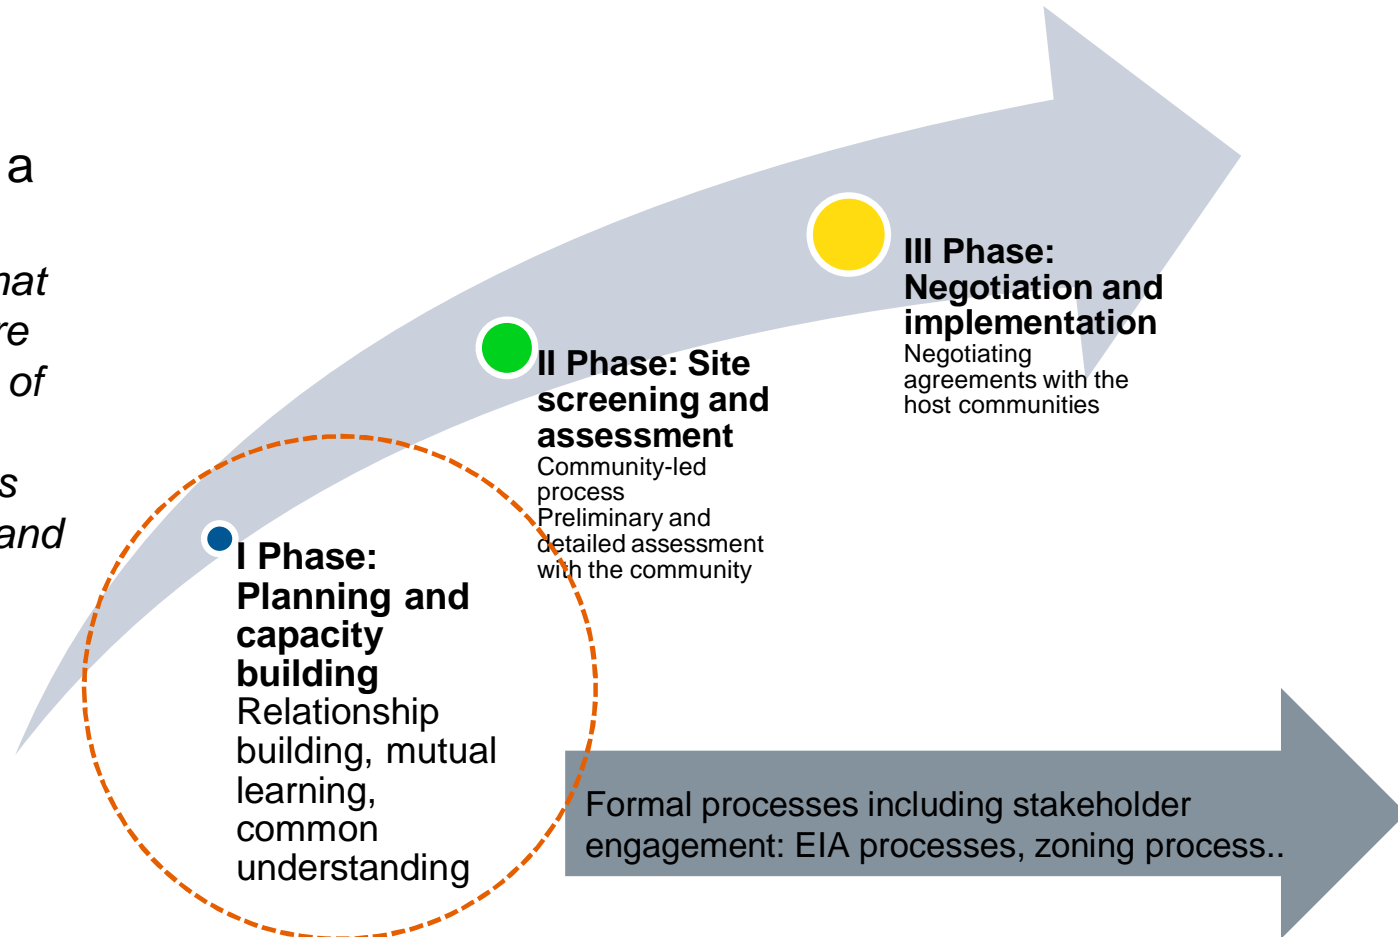 a
re
of
and
I Phase:
Planning and
capacity
building
Relationship
building, mutual
learning,
common
understanding
II Phase: Site
screening and
assessment
Community-led
process
Preliminary and
detailed assessment
with the community
III Phase:
Negotiation and
implementation
Negotiating
agreements with the
host communities
Formal processes including stakeholder
engagement: EIA processes, zoning process..